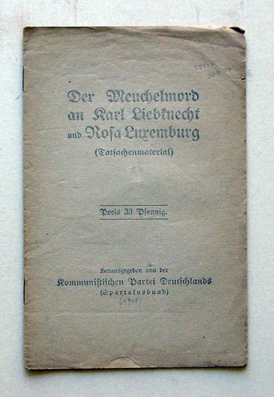 Der Meuchelmord
an Karl Liebknecht
und Rosa Luxemburg
(Tatsachenmaterial)
Preis 30 Pfennig.
Herausgegeben von der
Kommunistischen Partei Deutschlands
(Spartakusbund)